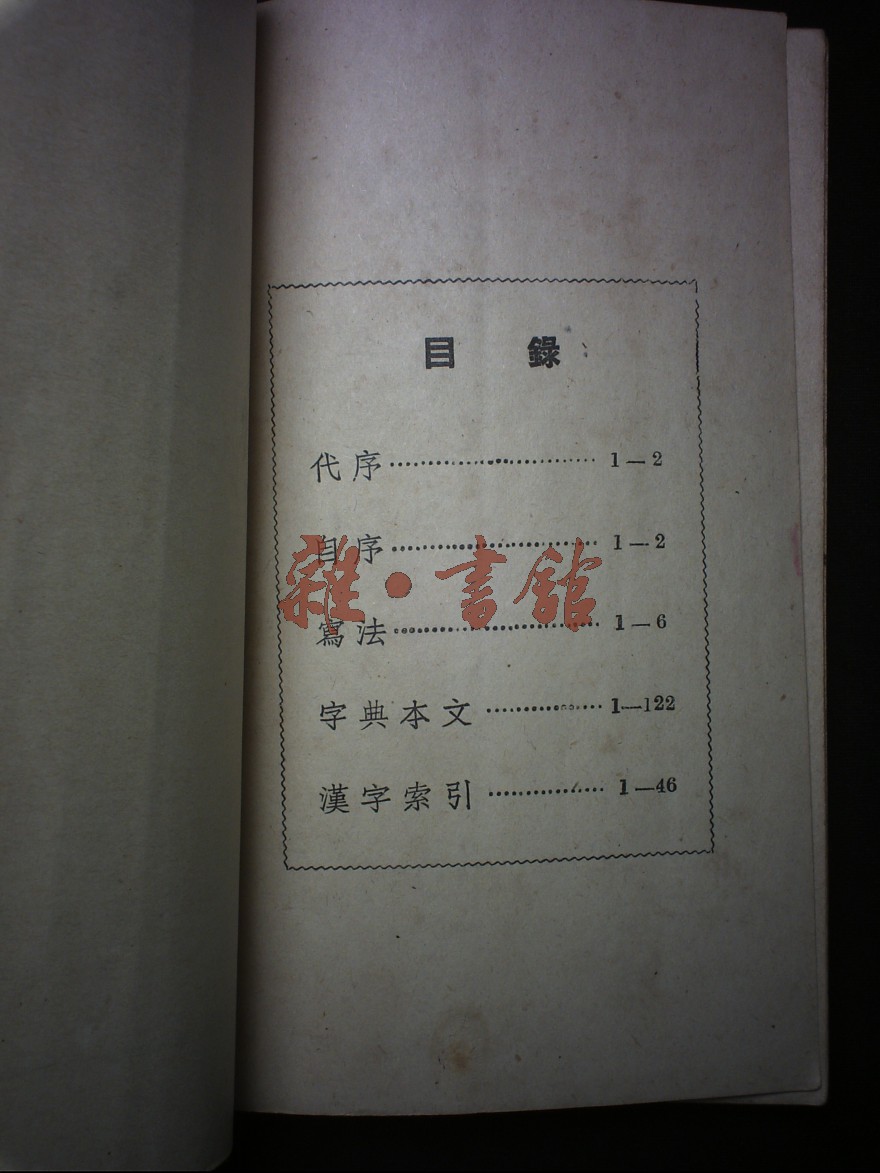 目 錄
代序……………………………1—2
自序……………………………1—2
寫法……………………………1—6
字典本文………………1—122
漢字索引………………1—46
雜·書館